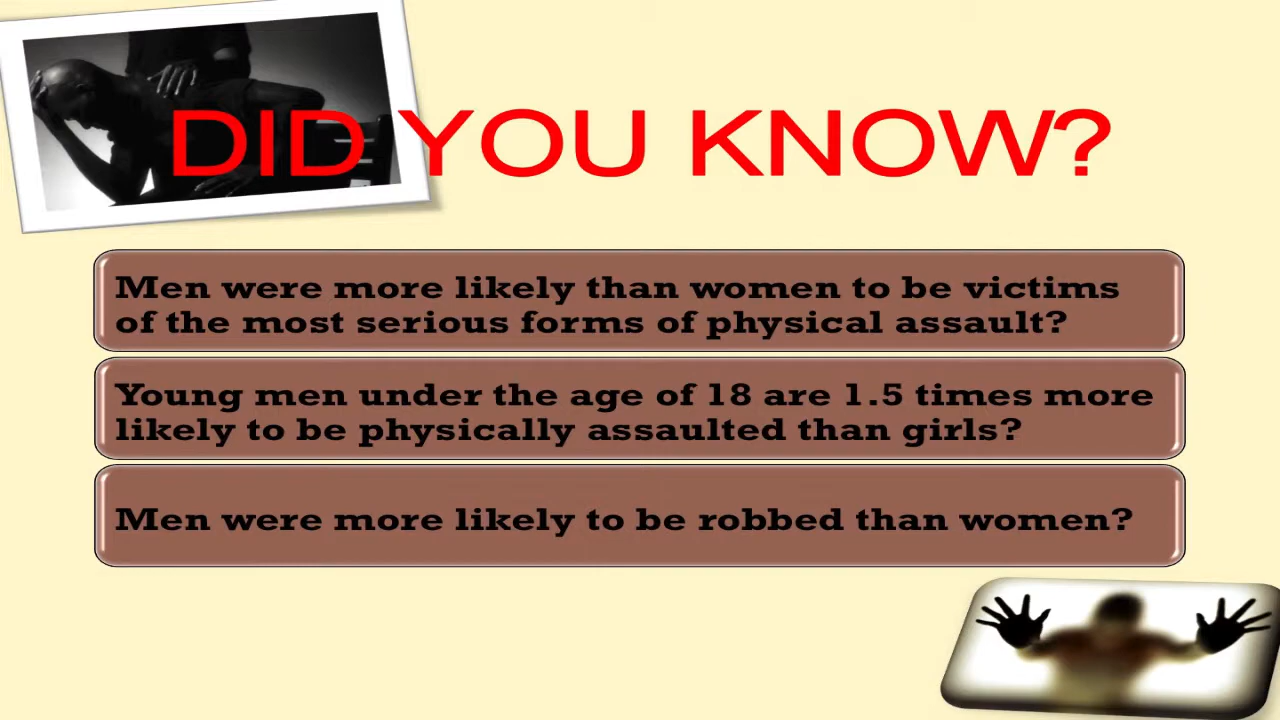 DID YOU KNOW?
Men were more likely than women to be victims
of the most serious forms of physical assault?
Young men under the age of 18 are 1.5 times more
likely to be physically assaulted than girls?
Men were more likely to be robbed than women?